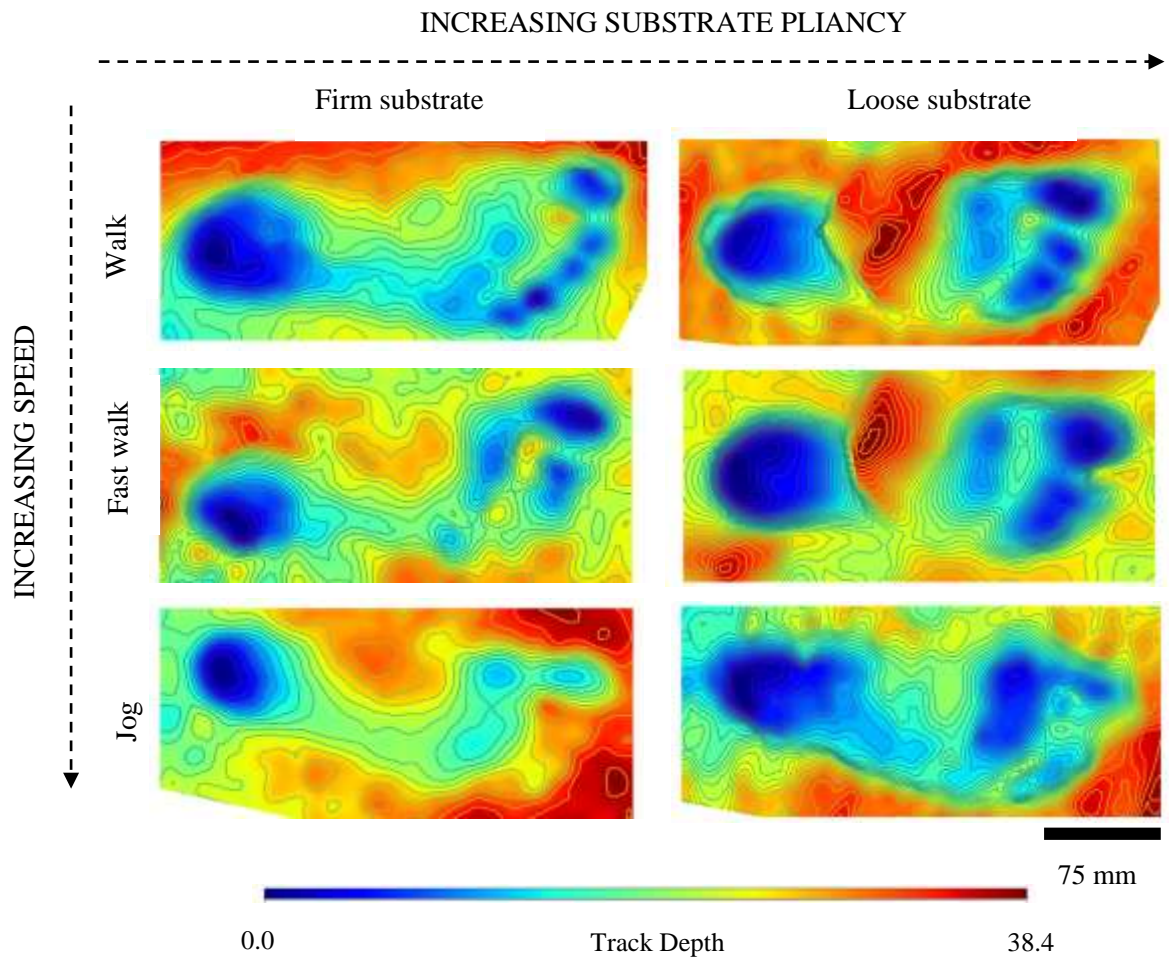 INCREASING SUBSTRATE PLIANCY
Firm substrate
Loose substrate
INCREASING SPEED
Walk
Fast walk
Jog
75 mm
0.0
Track Depth
38.4